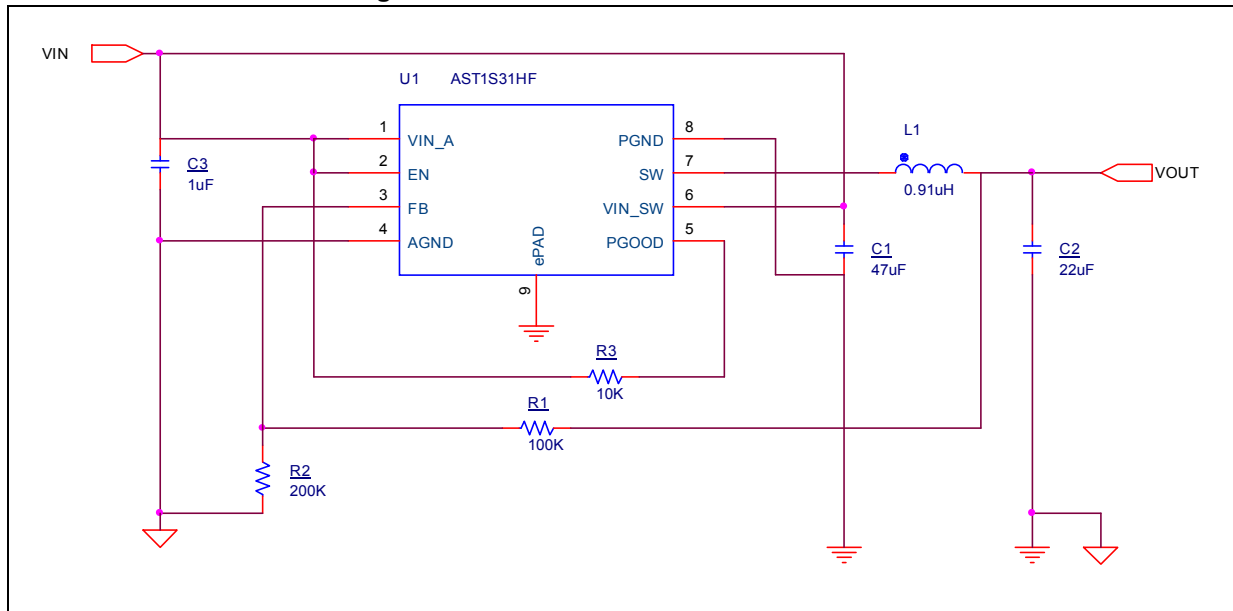 VIN
U1 AST1S31HF
1 VIN_A
2 EN
3 FB
4 AGND
ePAD
9
8 PGND
7 SW
6 VIN_SW
5 PGOOD
C3
1uF
L1
0.91uH
VOUT
C1
47uF
C2
22uF
R3
10K
R1
100K
R2
200K